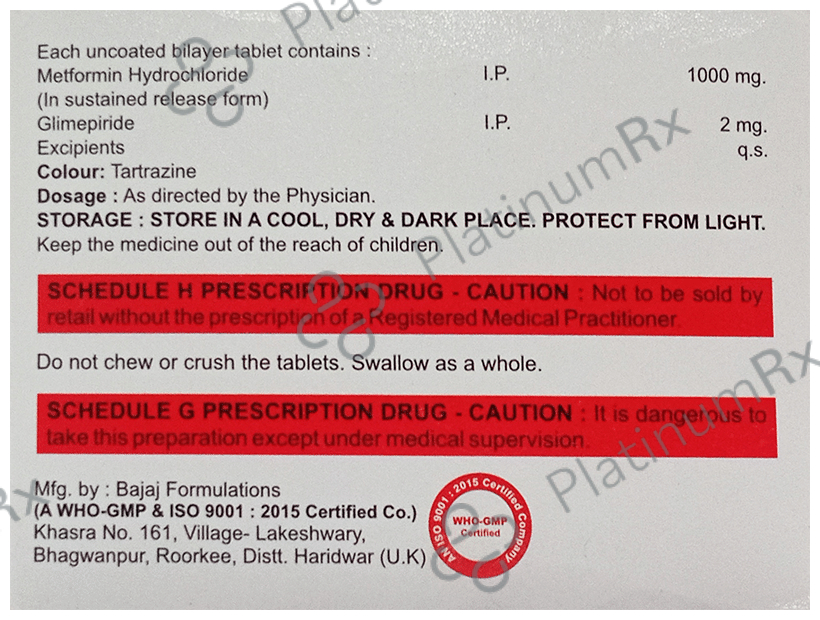 Each uncoated bilayer tablet contains :
Metformin Hydrochloride I.P. 1000 mg.
(In sustained release form)
Glimepiride I.P. 2 mg.
Excipients q.s.
Colour: Tartrazine
Dosage : As directed by the Physician.
STORAGE : STORE IN A COOL, DRY & DARK PLACE. PROTECT FROM LIGHT.
Keep the medicine out of the reach of children.
SCHEDULE H PRESCRIPTION DRUG - CAUTION : Not to be sold by
retail without the prescription of a Registered Medical Practitioner.
Do not chew or crush the tablets. Swallow as a whole.
SCHEDULE G PRESCRIPTION DRUG - CAUTION : It is dangerous to
take this preparation except under medical supervision.
Mfg. by : Bajaj Formulations
(A WHO-GMP & ISO 9001 : 2015 Certified Co.)
Khasra No. 161, Village- Lakeshwary,
Bhagwanpur, Roorkee, Distt. Haridwar (U.K)
AN ISO 9001 : 2015 Certified Company
WHO-GMP
Certified
PlatinumRx
PlatinumRx
PlatinumRx
Rx